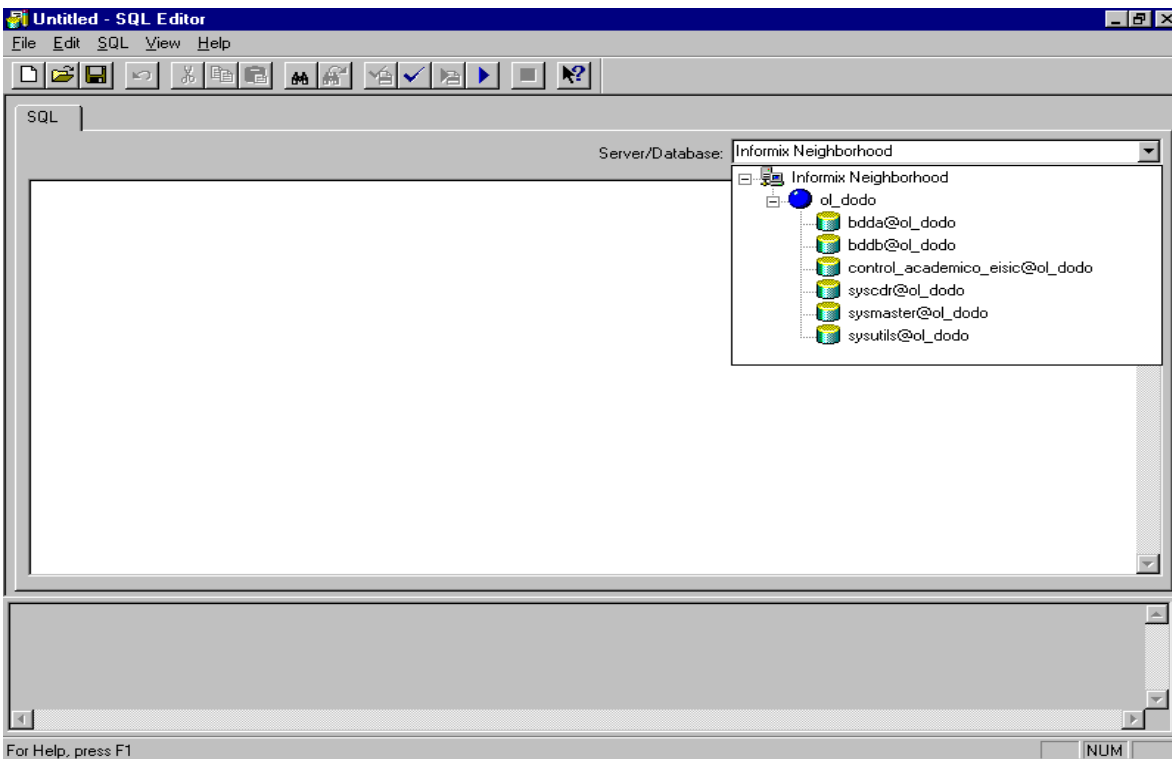 Untitled - SQL Editor
File Edit SQL View Help
SQL
Server/Database: Informix Neighborhood
Informix Neighborhood
ol_dodo
bdda@ol_dodo
bddb@ol_dodo
control_academico_eisic@ol_dodo
syscdr@ol_dodo
sysmaster@ol_dodo
sysutils@ol_dodo
For Help, press F1
NUM